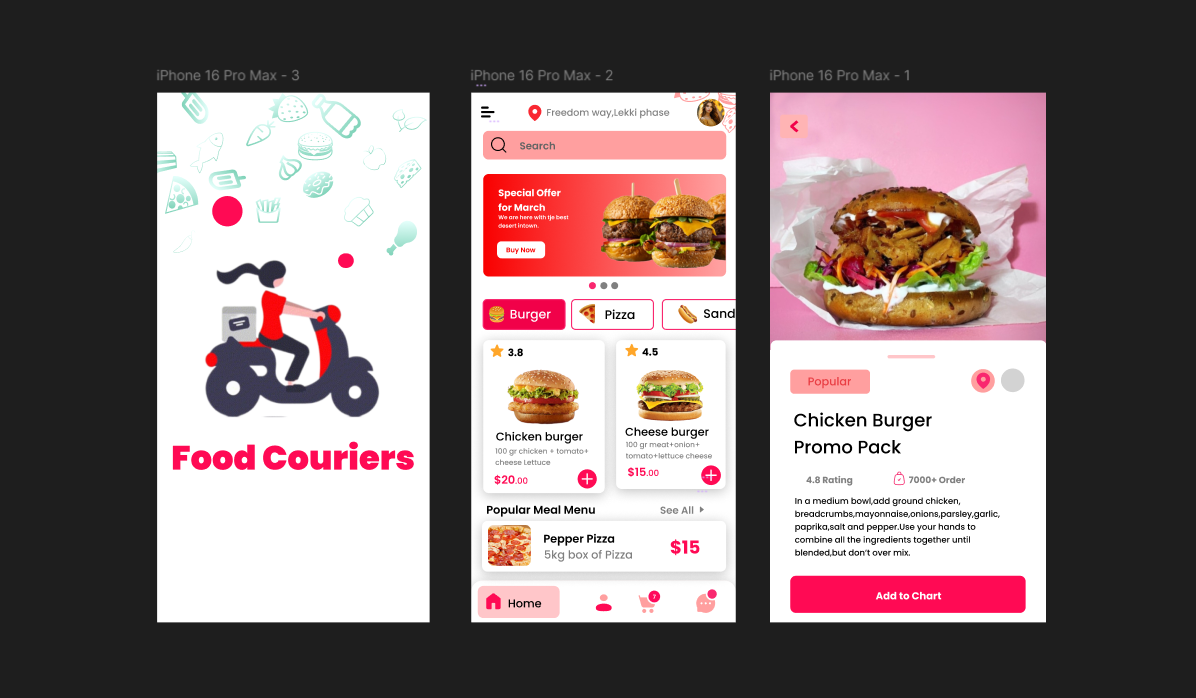 iPhone 16 Pro Max - 3
Food Couriers
iPhone 16 Pro Max - 2
Freedom way,Lekki phase
Search
Special Offer
for March
We are here with tje best
desert intown.
Buy Now
Burger
Pizza
Sand
3.8
Chicken burger
100 gr chicken + tomato+
cheese Lettuce
$20.00
4.5
Cheese burger
100 gr meat+onion+
tomato+lettuce cheese
$15.00
Popular Meal Menu
See All
Pepper Pizza
5kg box of Pizza
$15
Home
7
iPhone 16 Pro Max - 1
Popular
Chicken Burger
Promo Pack
4.8 Rating
7000+ Order
In a medium bowl,add ground chicken,
breadcrumbs,mayonnaise,onions,parsley,garlic,
paprika,salt and pepper.Use your hands to
combine all the ingredients together until
blended,but don’t over mix.
Add to Chart